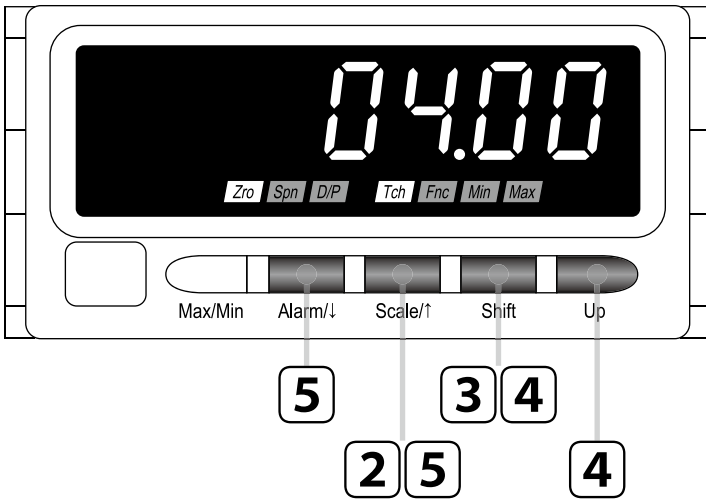 04.00
Zro Spn D/P Tch Fnc Min Max
Max/Min Alarm/↓ Scale/↑ Shift Up
5 3 4
2 5 4